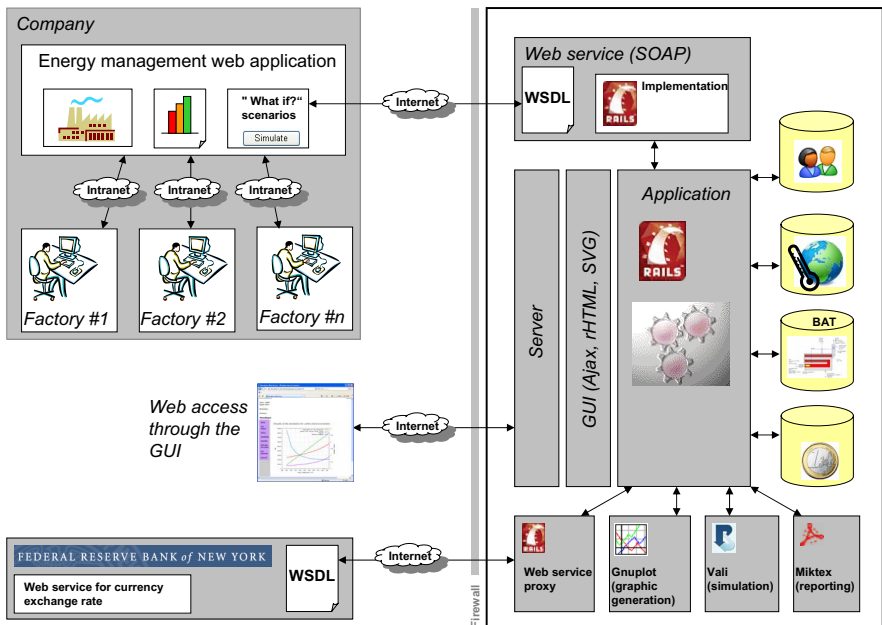 Company
Energy management web application
" What if?“
scenarios
Simulate
Internet
Intranet
Intranet
Intranet
Factory #1
Factory #2
Factory #n
Web service (SOAP)
WSDL
RAILS
Implementation
Server
GUI (Ajax, rHTML, SVG)
Application
RAILS
BAT
Web access
through the
GUI
Internet
FEDERAL RESERVE BANK of NEW YORK
Web service for currency
exchange rate
WSDL
Internet
Firewall
RAILS
Web service
proxy
Gnuplot
(graphic
generation)
Vali
(simulation)
Miktex
(reporting)